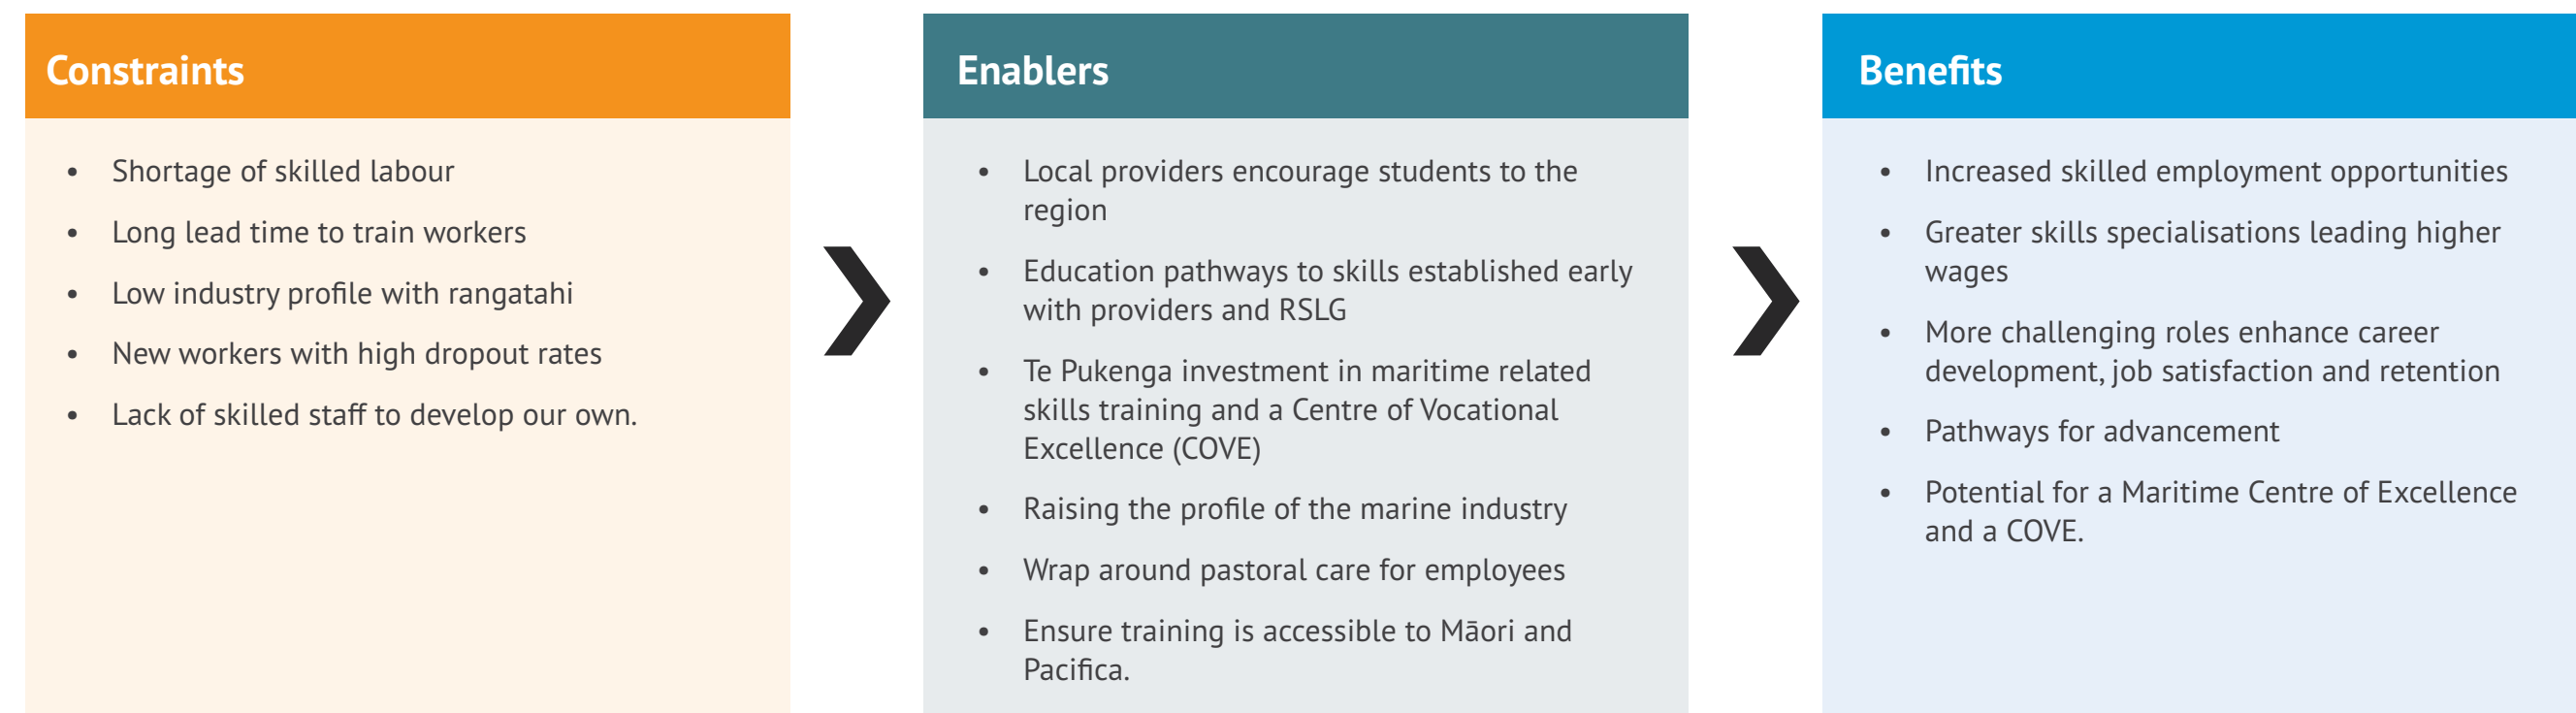 Constraints
• Shortage of skilled labour
• Long lead time to train workers
• Low industry profile with rangatahi
• New workers with high dropout rates
• Lack of skilled staff to develop our own.
Enablers
• Local providers encourage students to the
region
• Education pathways to skills established early
with providers and RSLG
• Te Pukenga investment in maritime related
skills training and a Centre of Vocational
Excellence (COVE)
• Raising the profile of the marine industry
• Wrap around pastoral care for employees
• Ensure training is accessible to Māori and
Pacifica.
Benefits
• Increased skilled employment opportunities
• Greater skills specialisations leading higher
wages
• More challenging roles enhance career
development, job satisfaction and retention
• Pathways for advancement
• Potential for a Maritime Centre of Excellence
and a COVE.